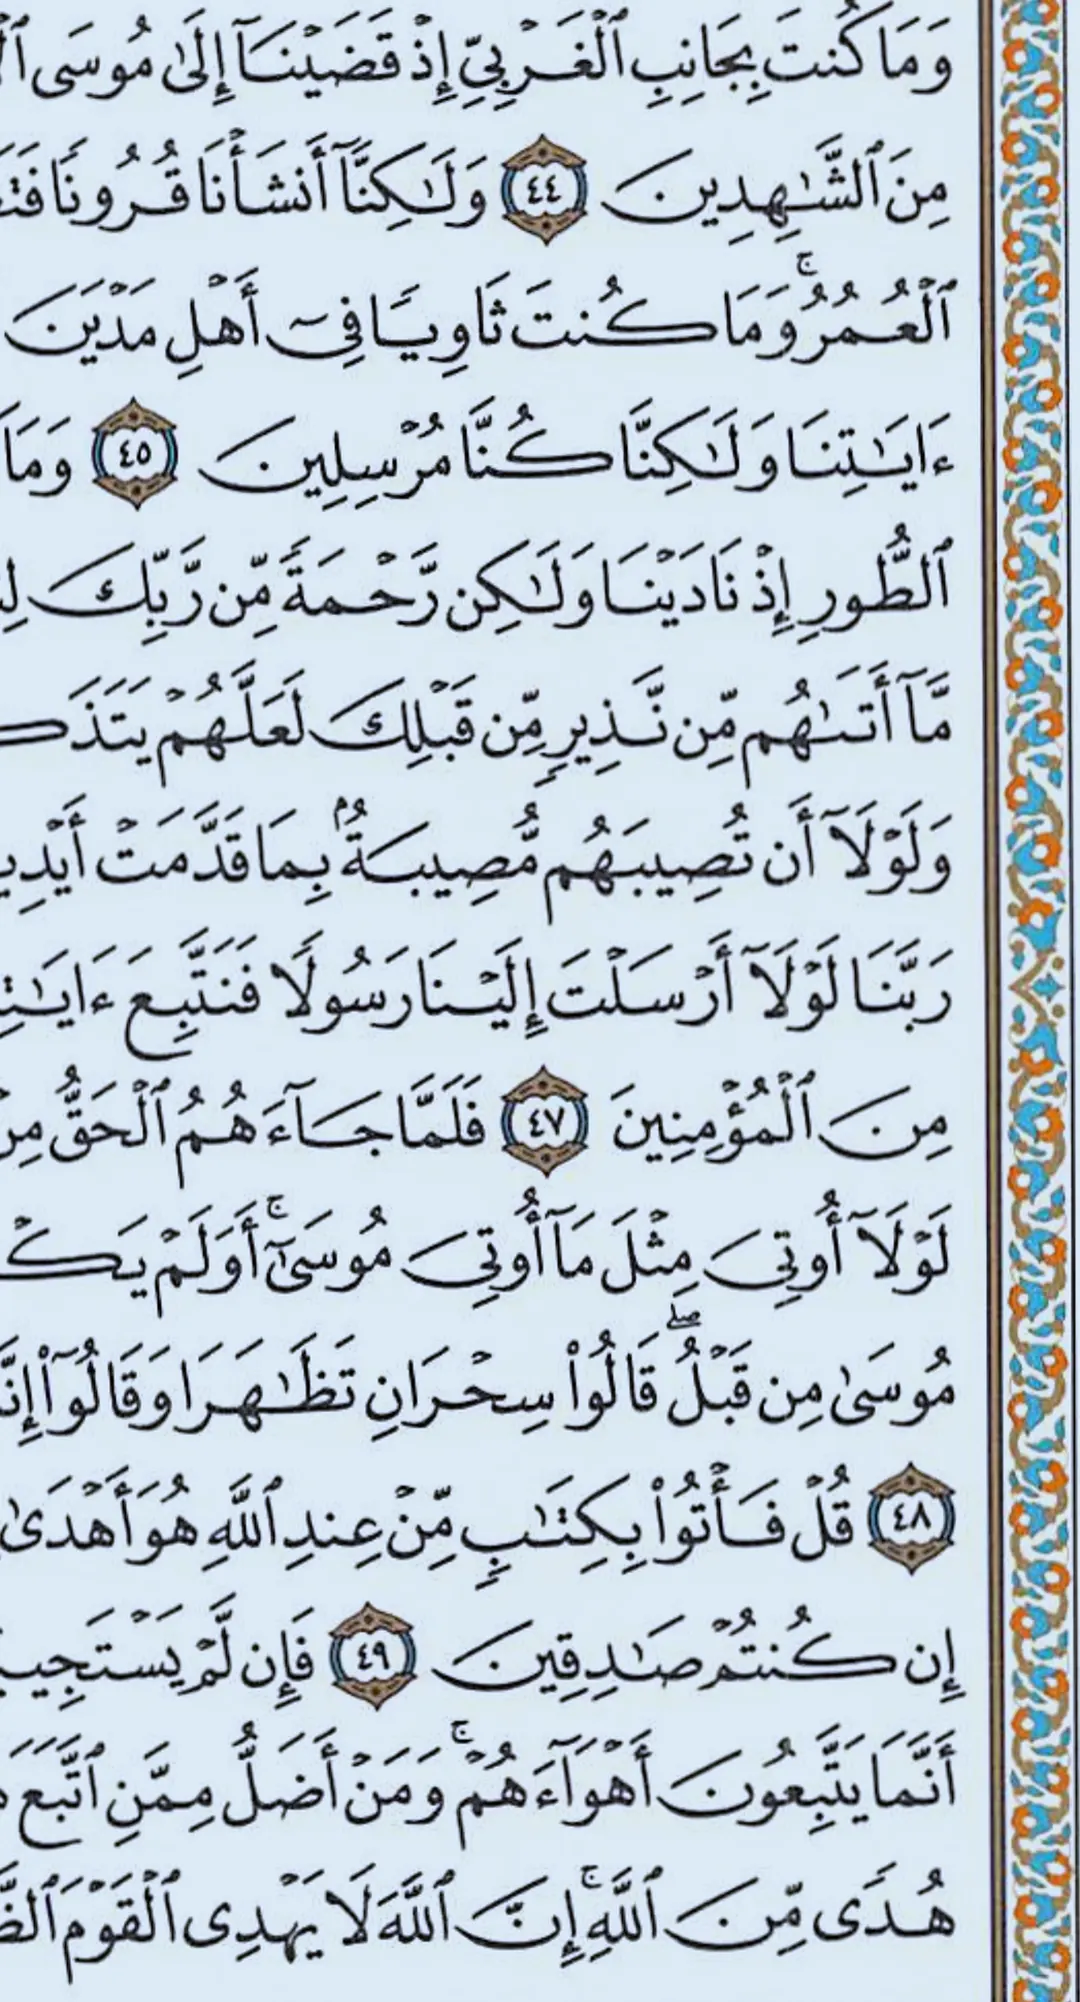 وَمَا كُنتَ بِجَانِبِ ٱلْغَرْبِيِّ إِذْ قَضَيْنَآ إِلَىٰ مُوسَى
مِنَ ٱلشَّـٰهِدِينَ ٤٤ وَلَـٰكِنَّآ أَنشَأْنَا قُرُونًا
ٱلْعُمُرُ ۚ وَمَا كُنتَ ثَاوِيًا فِىٓ أَهْلِ مَدْيَنَ
ءَايَـٰتِنَا وَلَـٰكِنَّا كُنَّا مُرْسِلِينَ ٤٥ وَمَا
ٱلطُّورِ إِذْ نَادَيْنَا وَلَـٰكِن رَّحْمَةً مِّن رَّبِّكَ
مَّآ أَتَىٰهُم مِّن نَّذِيرٍ مِّن قَبْلِكَ لَعَلَّهُمْ
وَلَوْلَآ أَن تُصِيبَهُم مُّصِيبَةٌۢ بِمَا قَدَّمَتْ
رَبَّنَا لَوْلَآ أَرْسَلْتَ إِلَيْنَا رَسُولًا فَنَتَّبِعَ
مِنَ ٱلْمُؤْمِنِينَ ٤٧ فَلَمَّا جَآءَهُمُ ٱلْحَقُّ
لَوْلَآ أُوتِىَ مِثْلَ مَآ أُوتِىَ مُوسَىٰٓ ۚ أَوَلَمْ
مُوسَىٰ مِن قَبْلُ ۖ قَالُوا۟ سِحْرَانِ تَظَـٰهَرَا وَقَالُوٓا۟
٤٨ قُلْ فَأْتُوا۟ بِكِتَـٰبٍ مِّنْ عِندِ ٱللَّهِ هُوَ أَهْدَىٰ
إِن كُنتُمْ صَـٰدِقِينَ ٤٩ فَإِن لَّمْ
أَنَّمَا يَتَّبِعُونَ أَهْوَآءَهُمْ ۚ وَمَنْ أَضَلُّ مِمَّنِ ٱتَّبَعَ
هُدًى مِّنَ ٱللَّهِ ۚ إِنَّ ٱللَّهَ لَا يَهْدِى ٱلْقَوْمَ